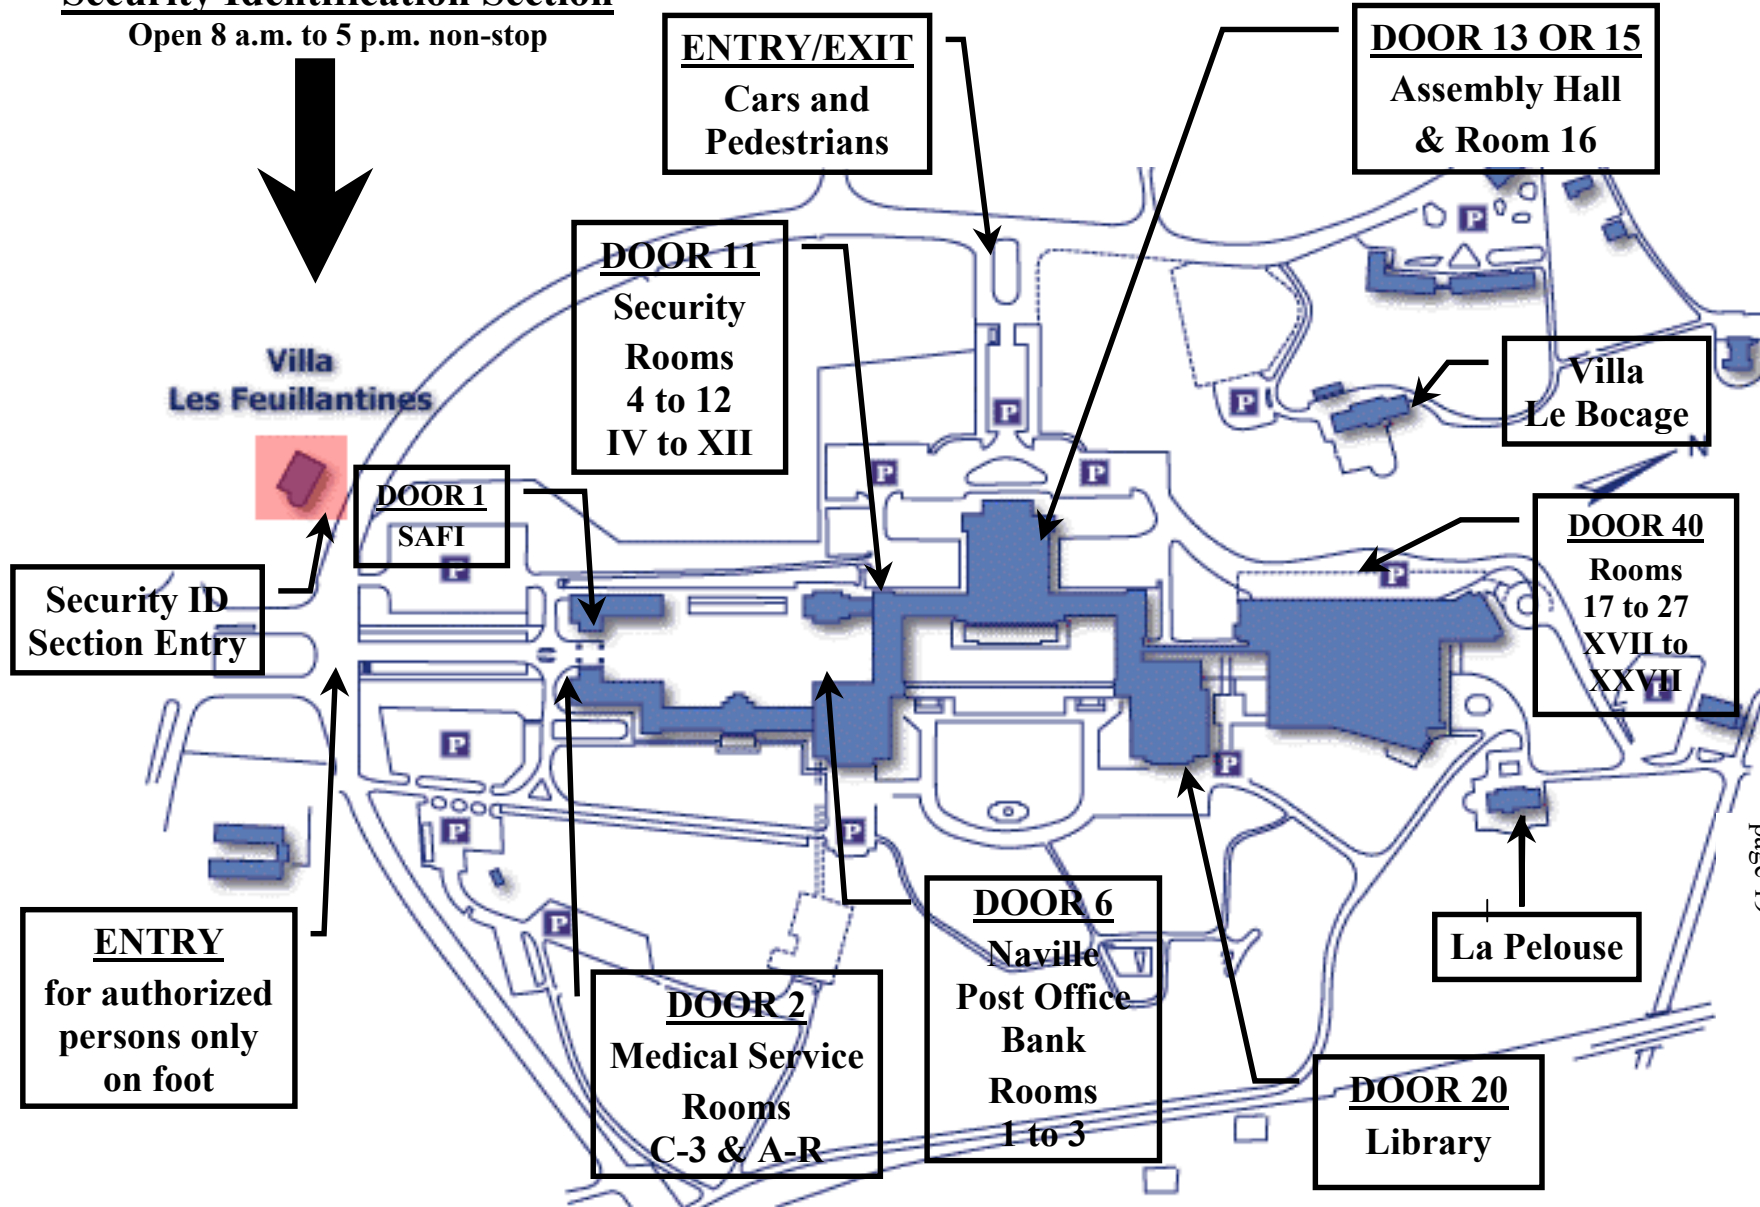 Security Identification Section
Open 8 a.m. to 5 p.m. non-stop
ENTRY/EXIT
Cars and
Pedestrians
DOOR 13 OR 15
Assembly Hall
& Room 16
DOOR 11
Security
Rooms
4 to 12
IV to XII
Villa
Les Feuillantines
Villa
Le Bocage
N
DOOR 1
SAFI
DOOR 40
Rooms
17 to 27
XVII to
XXVII
Security ID
Section Entry
ENTRY
for authorized
persons only
on foot
DOOR 2
Medical Service
Rooms
C-3 & A-R
DOOR 6
Naville
Post Office
Bank
Rooms
1 to 3
La Pelouse
DOOR 20
Library
P
P
P
P
P
P
P
P
P
P
P
P
P